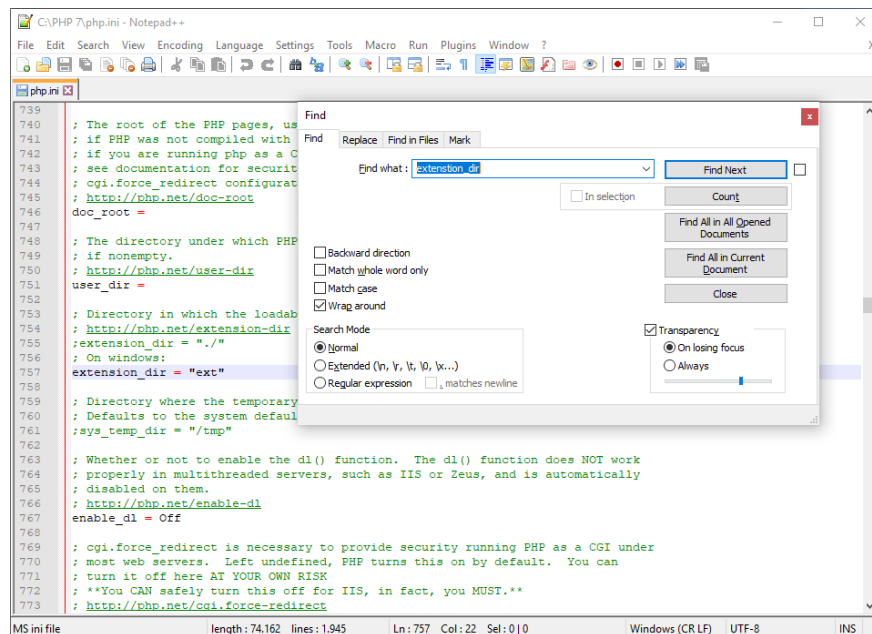 C:\PHP 7\php.ini - Notepad++
File Edit Search View Encoding Language Settings Tools Macro Run Plugins Window ? X
php.ini
739
740 ; The root of the PHP pages, us
741 ; if PHP was not compiled with
742 ; if you are running php as a C
743 ; see documentation for securit
744 ; cgi.force_redirect configurat
745 ; http://php.net/doc-root
746 doc_root =
747
748 ; The directory under which PHP
749 ; if nonempty.
750 ; http://php.net/user-dir
751 user_dir =
752
753 ; Directory in which the loadab
754 ; http://php.net/extension-dir
755 ;extension_dir = "./"
756 ; On windows:
757 extension_dir = "ext"
758
759 ; Directory where the temporary
760 ; Defaults to the system defaul
761 ;sys_temp_dir = "/tmp"
762
763 ; Whether or not to enable the dl() function. The dl() function does NOT work
764 ; properly in multithreaded servers, such as IIS or Zeus, and is automatically
765 ; disabled on them.
766 ; http://php.net/enable-dl
767 enable_dl = Off
768
769 ; cgi.force_redirect is necessary to provide security running PHP as a CGI under
770 ; most web servers. Left undefined, PHP turns this on by default. You can
771 ; turn it off here AT YOUR OWN RISK
772 ; **You CAN safely turn this off for IIS, in fact, you MUST.**
773 ; http://php.net/cgi.force-redirect
Find
Find Replace Find in Files Mark
Find what : extenstion_dir Find Next
In selection Count
Find All in All Opened
Documents
Find All in Current
Document
Close
Backward direction
Match whole word only
Match case
Wrap around
Search Mode
Normal
Extended (\n, \r, \t, \0, \x...)
Regular expression . matches newline
Transparency
On losing focus
Always
MS ini file length : 74.162 lines : 1.945 Ln : 757 Col : 22 Sel : 0 | 0 Windows (CR LF) UTF-8 INS